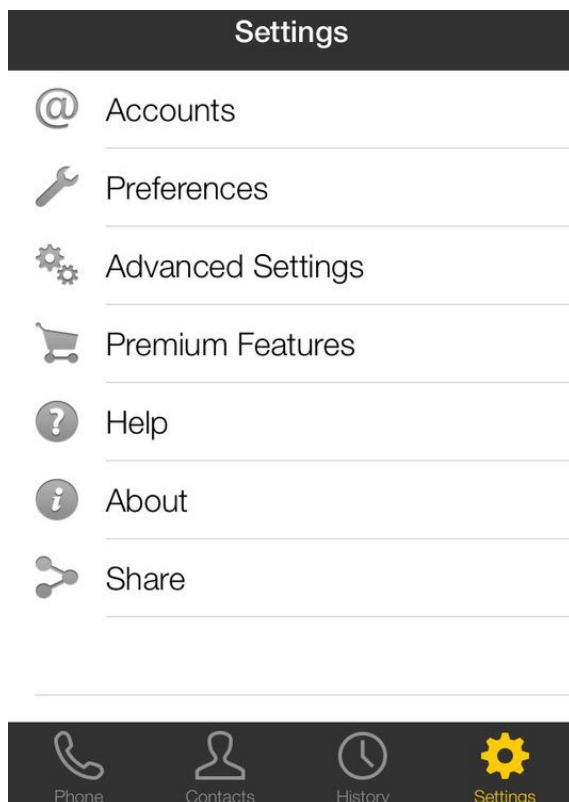 Settings
Accounts
Preferences
Advanced Settings
Premium Features
Help
About
Share
Phone Contacts History Settings